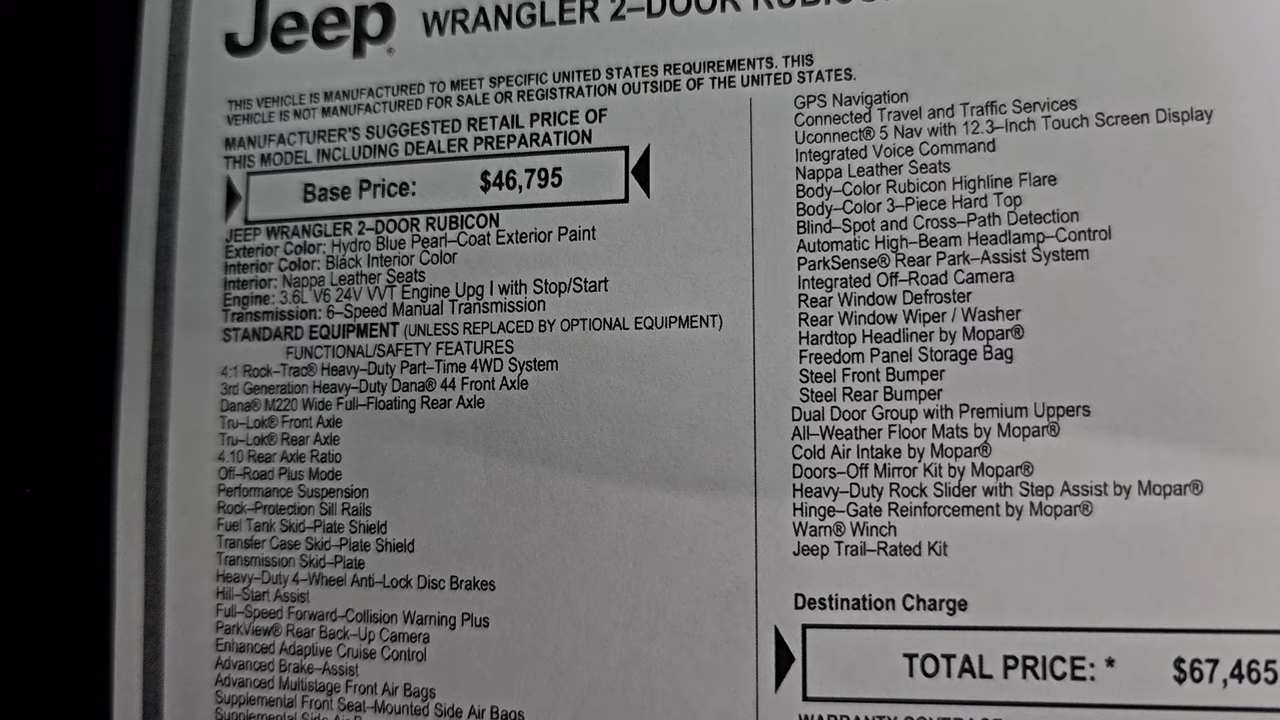 Jeep®
WRANGLER 2–DOOR
THIS VEHICLE IS MANUFACTURED TO MEET SPECIFIC UNITED STATES REQUIREMENTS. THIS
VEHICLE IS NOT MANUFACTURED FOR SALE OR REGISTRATION OUTSIDE OF THE UNITED STATES.
MANUFACTURER'S SUGGESTED RETAIL PRICE OF
THIS MODEL INCLUDING DEALER PREPARATION
Base Price: $46,795
JEEP WRANGLER 2–DOOR RUBICON
Exterior Color: Hydro Blue Pearl–Coat Exterior Paint
Interior Color: Black Interior Color
Interior: Nappa Leather Seats
Engine: 3.6L V6 24V VVT Engine Upg I with Stop/Start
Transmission: 6–Speed Manual Transmission
STANDARD EQUIPMENT (UNLESS REPLACED BY OPTIONAL EQUIPMENT)
FUNCTIONAL/SAFETY FEATURES
4:1 Rock–Trac® Heavy–Duty Part–Time 4WD System
3rd Generation Heavy–Duty Dana® 44 Front Axle
Dana® M220 Wide Full–Floating Rear Axle
Tru–Lok® Front Axle
Tru–Lok® Rear Axle
4.10 Rear Axle Ratio
Off–Road Plus Mode
Performance Suspension
Rock–Protection Sill Rails
Fuel Tank Skid–Plate Shield
Transfer Case Skid–Plate Shield
Transmission Skid–Plate
Heavy–Duty 4–Wheel Anti–Lock Disc Brakes
Hill–Start Assist
Full–Speed Forward–Collision Warning Plus
ParkView® Rear Back–Up Camera
Enhanced Adaptive Cruise Control
Advanced Brake–Assist
Advanced Multistage Front Air Bags
Supplemental Front Seat–Mounted Side Air Bags
Supplemental Side Air
GPS Navigation
Connected Travel and Traffic Services
Uconnect® 5 Nav with 12.3–Inch Touch Screen Display
Integrated Voice Command
Nappa Leather Seats
Body–Color Rubicon Highline Flare
Body–Color 3–Piece Hard Top
Blind–Spot and Cross–Path Detection
Automatic High–Beam Headlamp–Control
ParkSense® Rear Park–Assist System
Integrated Off–Road Camera
Rear Window Defroster
Rear Window Wiper / Washer
Hardtop Headliner by Mopar®
Freedom Panel Storage Bag
Steel Front Bumper
Steel Rear Bumper
Dual Door Group with Premium Uppers
All–Weather Floor Mats by Mopar®
Cold Air Intake by Mopar®
Doors–Off Mirror Kit by Mopar®
Heavy–Duty Rock Slider with Step Assist by Mopar®
Hinge–Gate Reinforcement by Mopar®
Warn® Winch
Jeep Trail–Rated Kit
Destination Charge
TOTAL PRICE: * $67,465